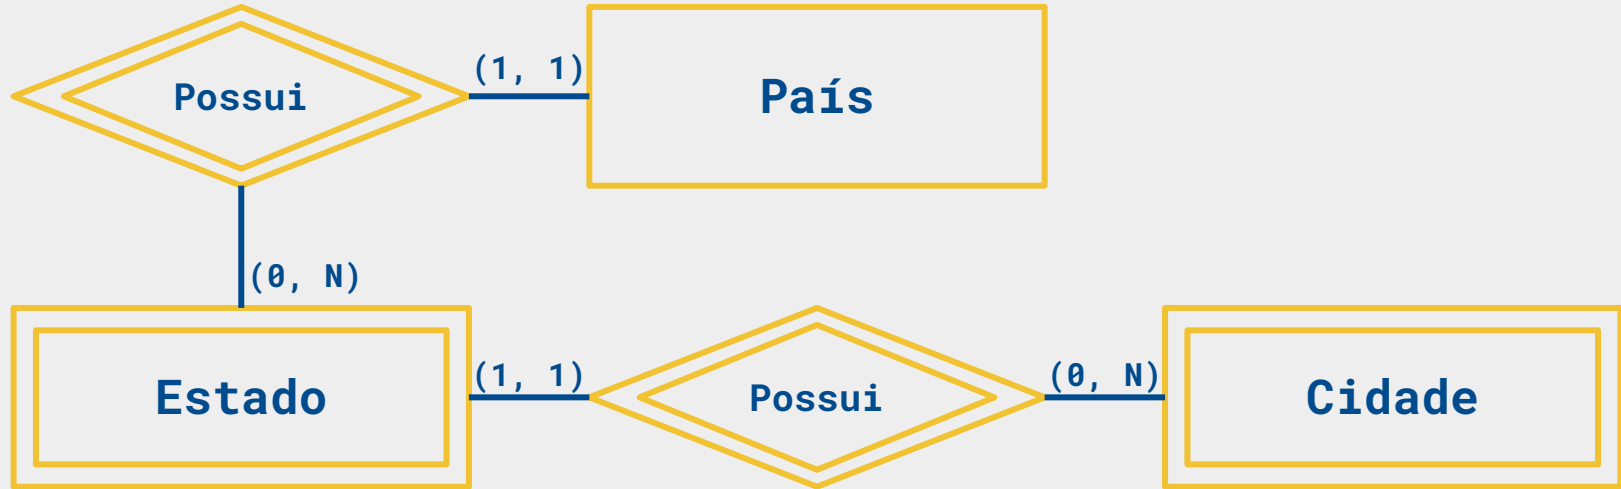 Possui
(1, 1)
País
(0, N)
Estado
(1, 1)
Possui
(0, N)
Cidade